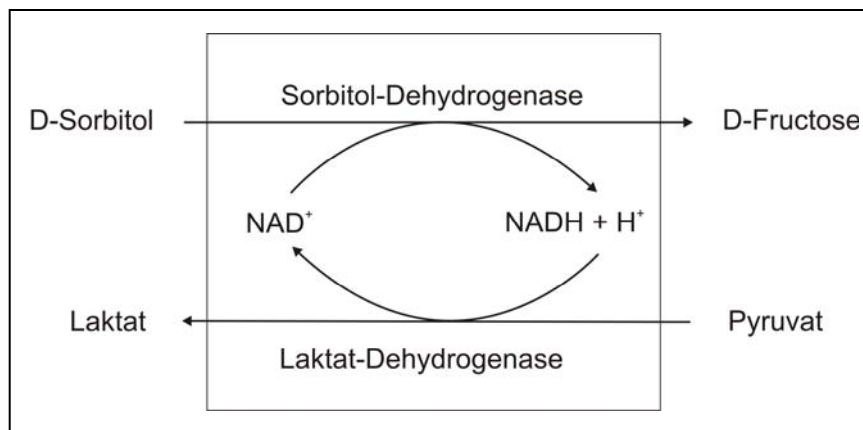 Sorbitol-Dehydrogenase
D-Sorbitol D-Fructose
NAD⁺ NADH + H⁺
Laktat Pyruvat
Laktat-Dehydrogenase